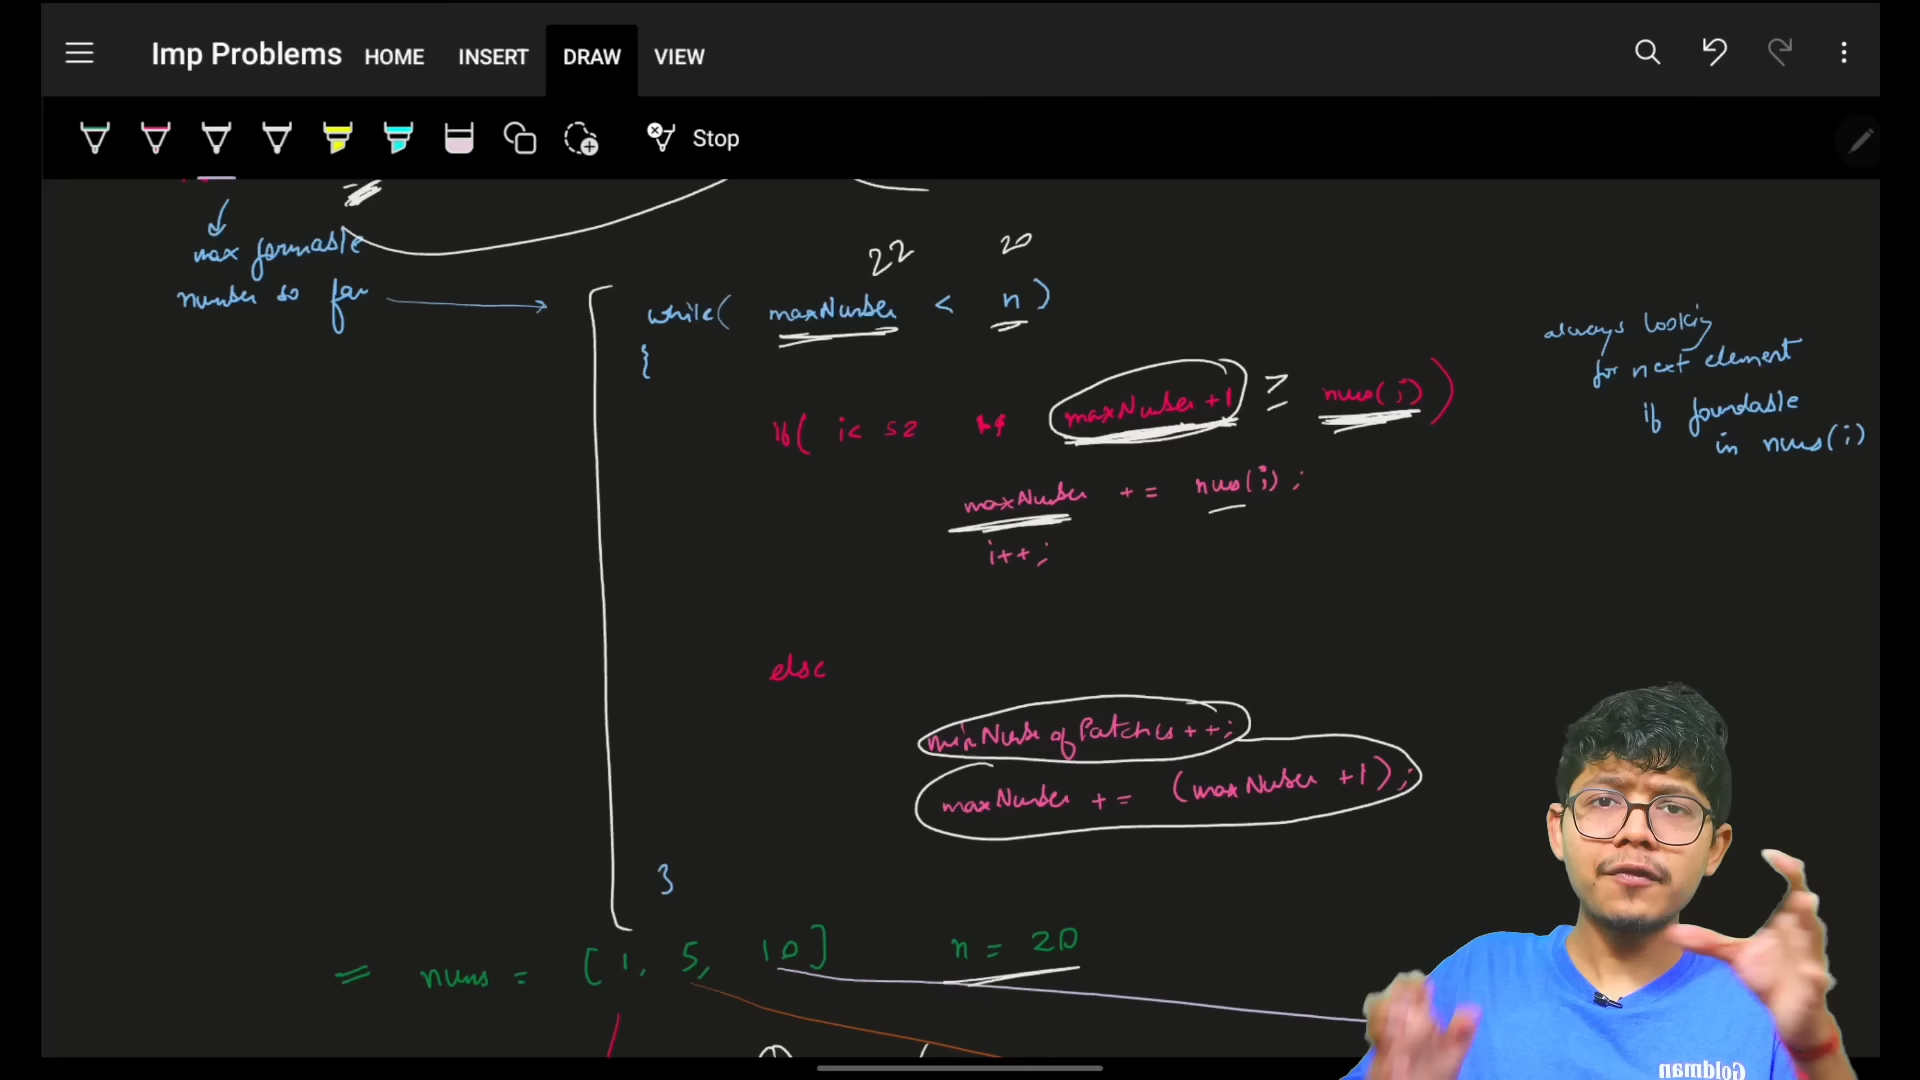 Imp Problems HOME INSERT DRAW VIEW
Stop
max formable
number so far
22 20
while( maxNumber < n )
{
always looking
for next element
if foundable
in nums(i)
if( i < sz && maxNumber +1 ≥ nums(i) )
maxNumber += nums(i) ;
i++ ;
else
minNumb of Patches ++;
maxNumber += (maxNumber +1);
}
= nums = [ 1, 5, 10 ] n = 20
Goldman